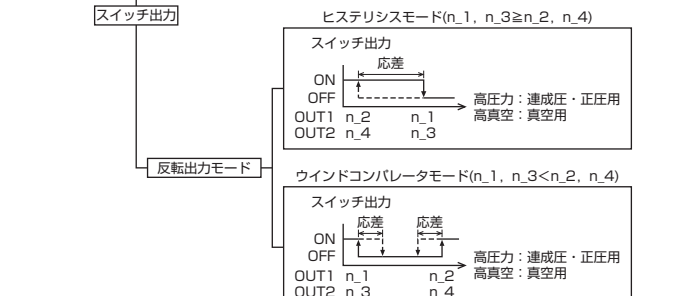 スイッチ出力
ヒステリシスモード(n_1, n_3≧n_2, n_4)
スイッチ出力
応差
ON
OFF
高圧力：連成圧・正圧用
高真空：真空用
OUT1 n_2 n_1
OUT2 n_4 n_3
反転出力モード
ウインドコンパレータモード(n_1, n_3<n_2, n_4)
スイッチ出力
応差 応差
ON
OFF
高圧力：連成圧・正圧用
高真空：真空用
OUT1 n_1 n_2
OUT2 n_3 n_4